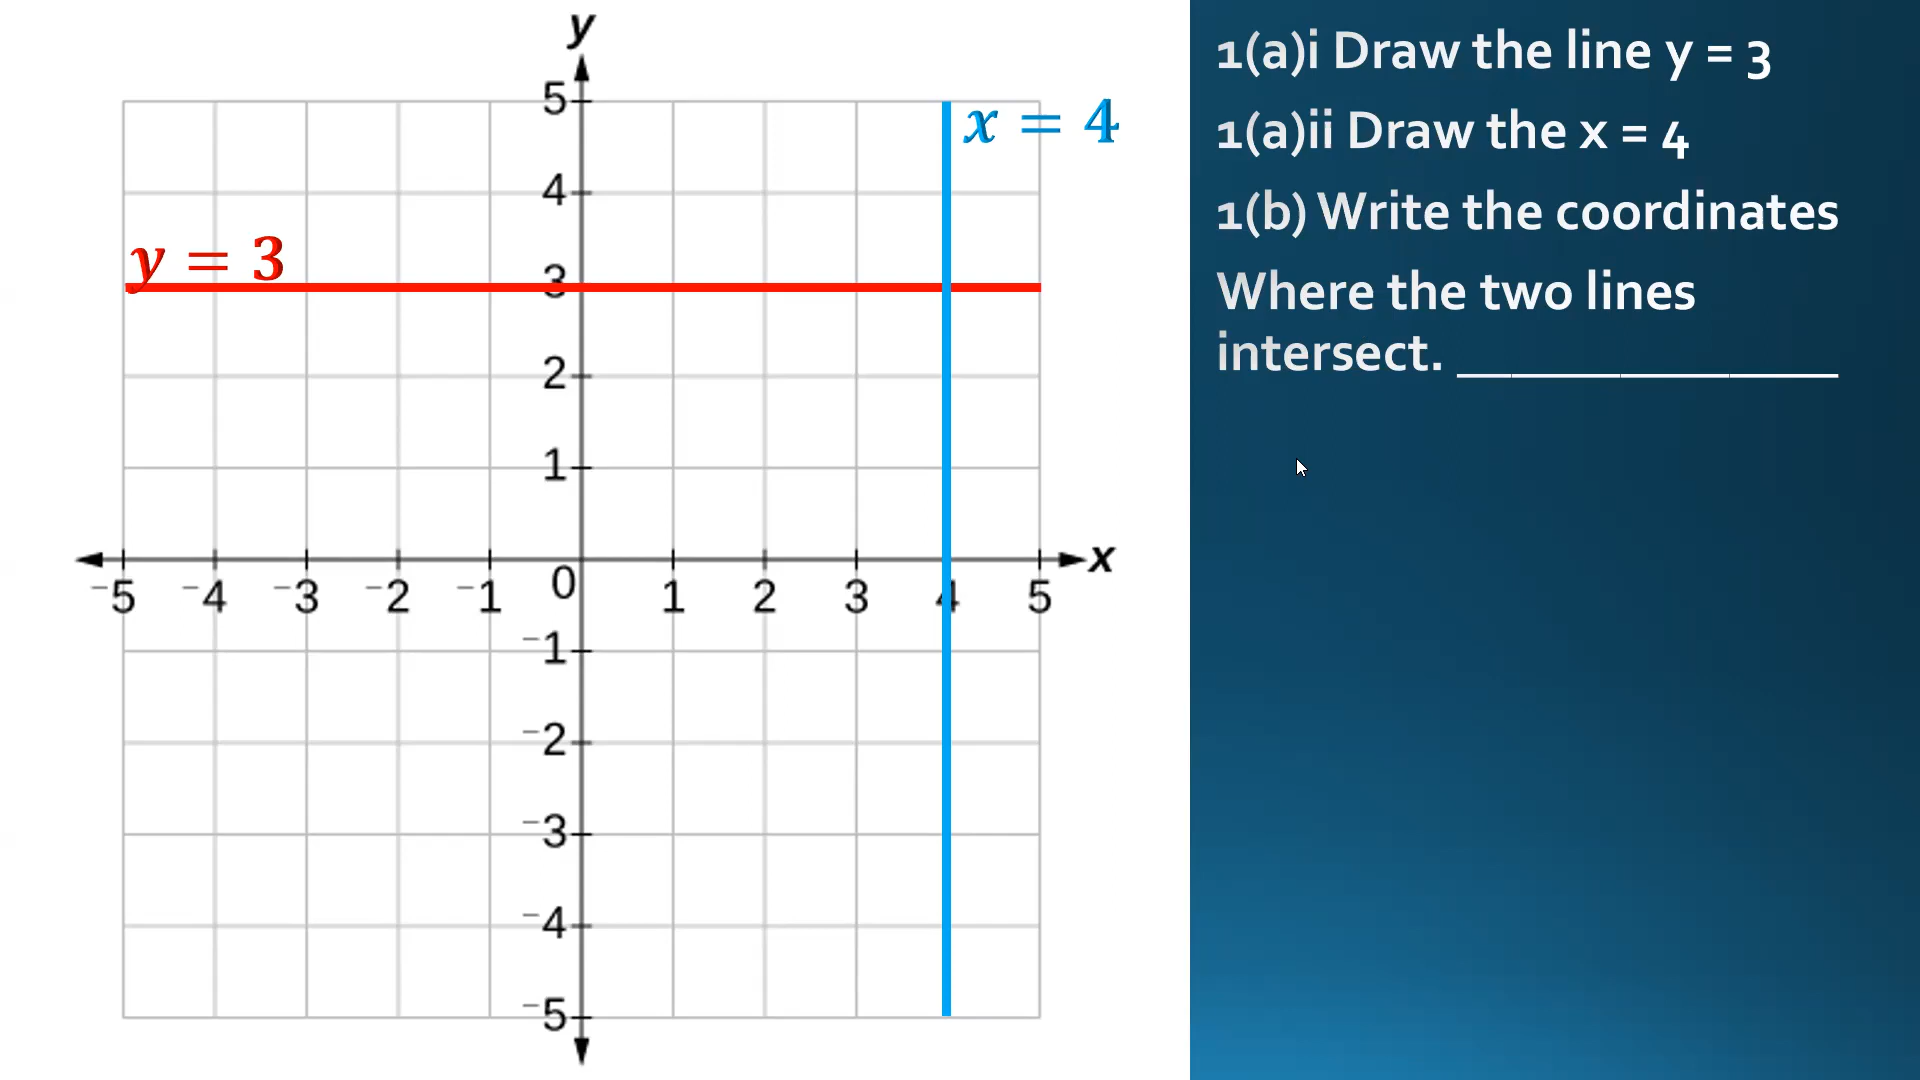 y
5
x = 4
4
y = 3
3
2
1
x
-5 -4 -3 -2 -1 0 1 2 3 4 5
-1
-2
-3
-4
-5
1(a)i Draw the line y = 3
1(a)ii Draw the x = 4
1(b) Write the coordinates
Where the two lines
intersect. ______________